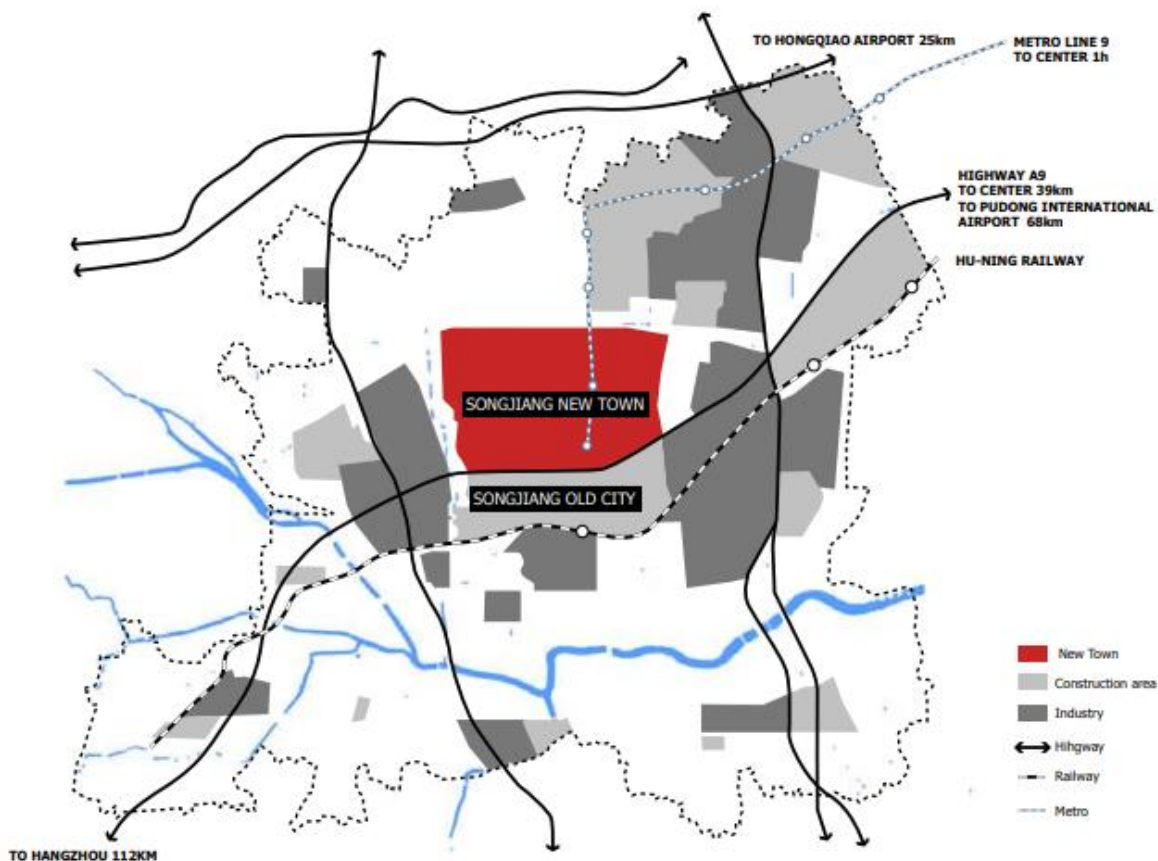 TO HONGQIAO AIRPORT 25km
METRO LINE 9
TO CENTER 1h
HIGHWAY A9
TO CENTER 39km
TO PUDONG INTERNATIONAL
AIRPORT 68km
HU-NING RAILWAY
SONGJIANG NEW TOWN
SONGJIANG OLD CITY
New Town
Construction area
Industry
Hihgway
Railway
Metro
TO HANGZHOU 112KM